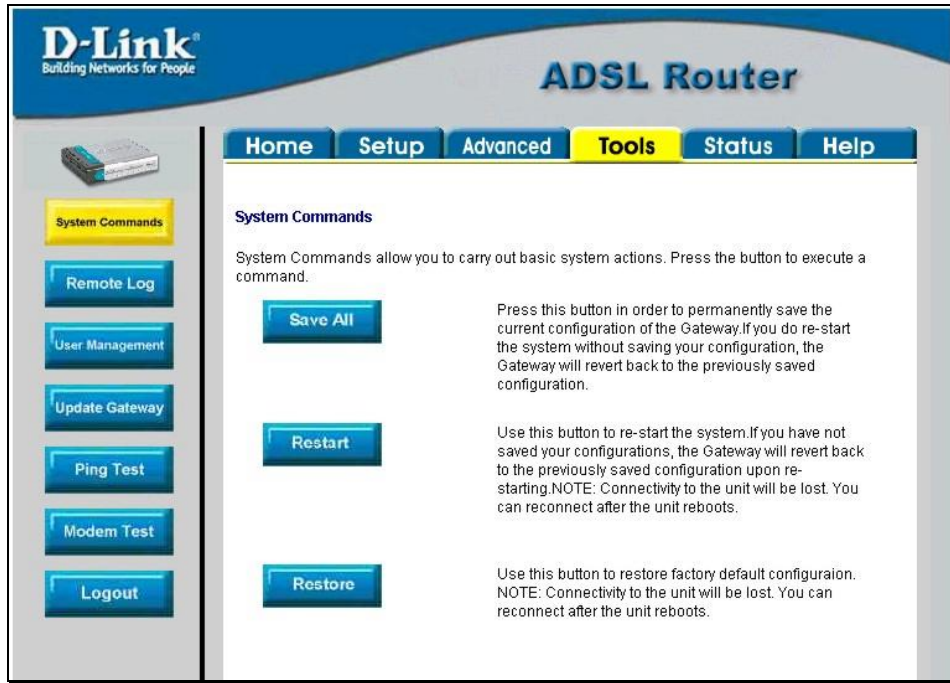 D-Link®
Building Networks for People
ADSL Router
Home Setup Advanced Tools Status Help
System Commands
Remote Log
User Management
Update Gateway
Ping Test
Modem Test
Logout
System Commands
System Commands allow you to carry out basic system actions. Press the button to execute a
command.
Save All
Press this button in order to permanently save the
current configuration of the Gateway.If you do re-start
the system without saving your configuration, the
Gateway will revert back to the previously saved
configuration.
Restart
Use this button to re-start the system.If you have not
saved your configurations, the Gateway will revert back
to the previously saved configuration upon re-
starting.NOTE: Connectivity to the unit will be lost. You
can reconnect after the unit reboots.
Restore
Use this button to restore factory default configuraion.
NOTE: Connectivity to the unit will be lost. You can
reconnect after the unit reboots.